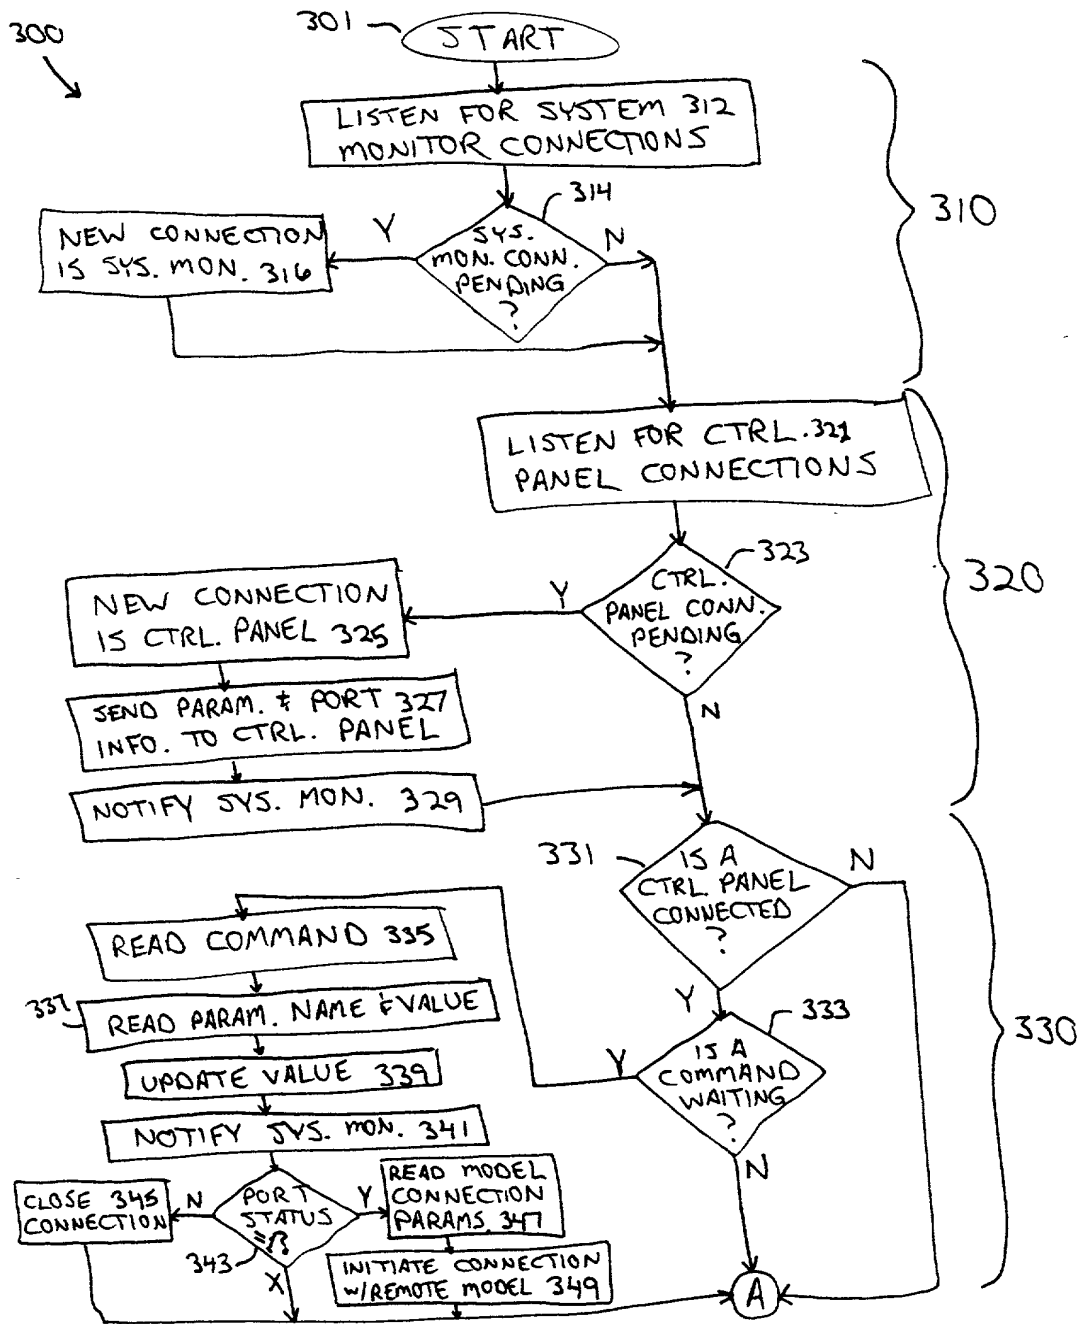 300
301
START
LISTEN FOR SYSTEM 312
MONITOR CONNECTIONS
314
310
Y
SYS.
MON. CONN.
PENDING
?
N
NEW CONNECTION
IS SYS. MON. 316
LISTEN FOR CTRL. 321
PANEL CONNECTIONS
323
320
Y
CTRL.
PANEL CONN.
PENDING
?
N
NEW CONNECTION
IS CTRL. PANEL 325
SEND PARAM. & PORT 327
INFO. TO CTRL. PANEL
NOTIFY SYS. MON. 329
331
IS A
CTRL. PANEL
CONNECTED
?
N
Y
333
330
IS A
COMMAND
WAITING
?
Y
N
READ COMMAND 335
337
READ PARAM. NAME & VALUE
UPDATE VALUE 339
NOTIFY SYS. MON. 341
CLOSE 345
CONNECTION
N
PORT
STATUS
=
343
X
Y
READ MODEL
CONNECTION
PARAMS. 347
INITIATE CONNECTION
W/REMOTE MODEL 349
A